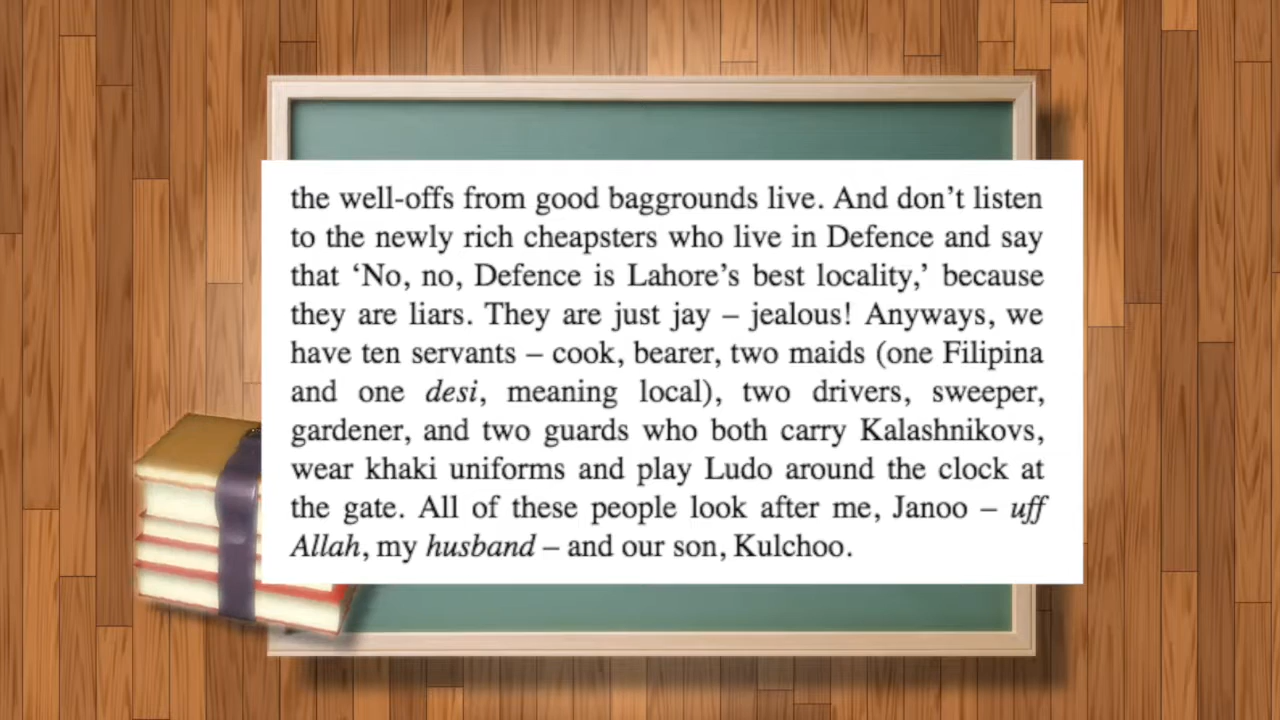 the well-offs from good baggrounds live. And don’t listen
to the newly rich cheapsters who live in Defence and say
that ‘No, no, Defence is Lahore’s best locality,’ because
they are liars. They are just jay – jealous! Anyways, we
have ten servants – cook, bearer, two maids (one Filipina
and one desi, meaning local), two drivers, sweeper,
gardener, and two guards who both carry Kalashnikovs,
wear khaki uniforms and play Ludo around the clock at
the gate. All of these people look after me, Janoo – uff
Allah, my husband – and our son, Kulchoo.